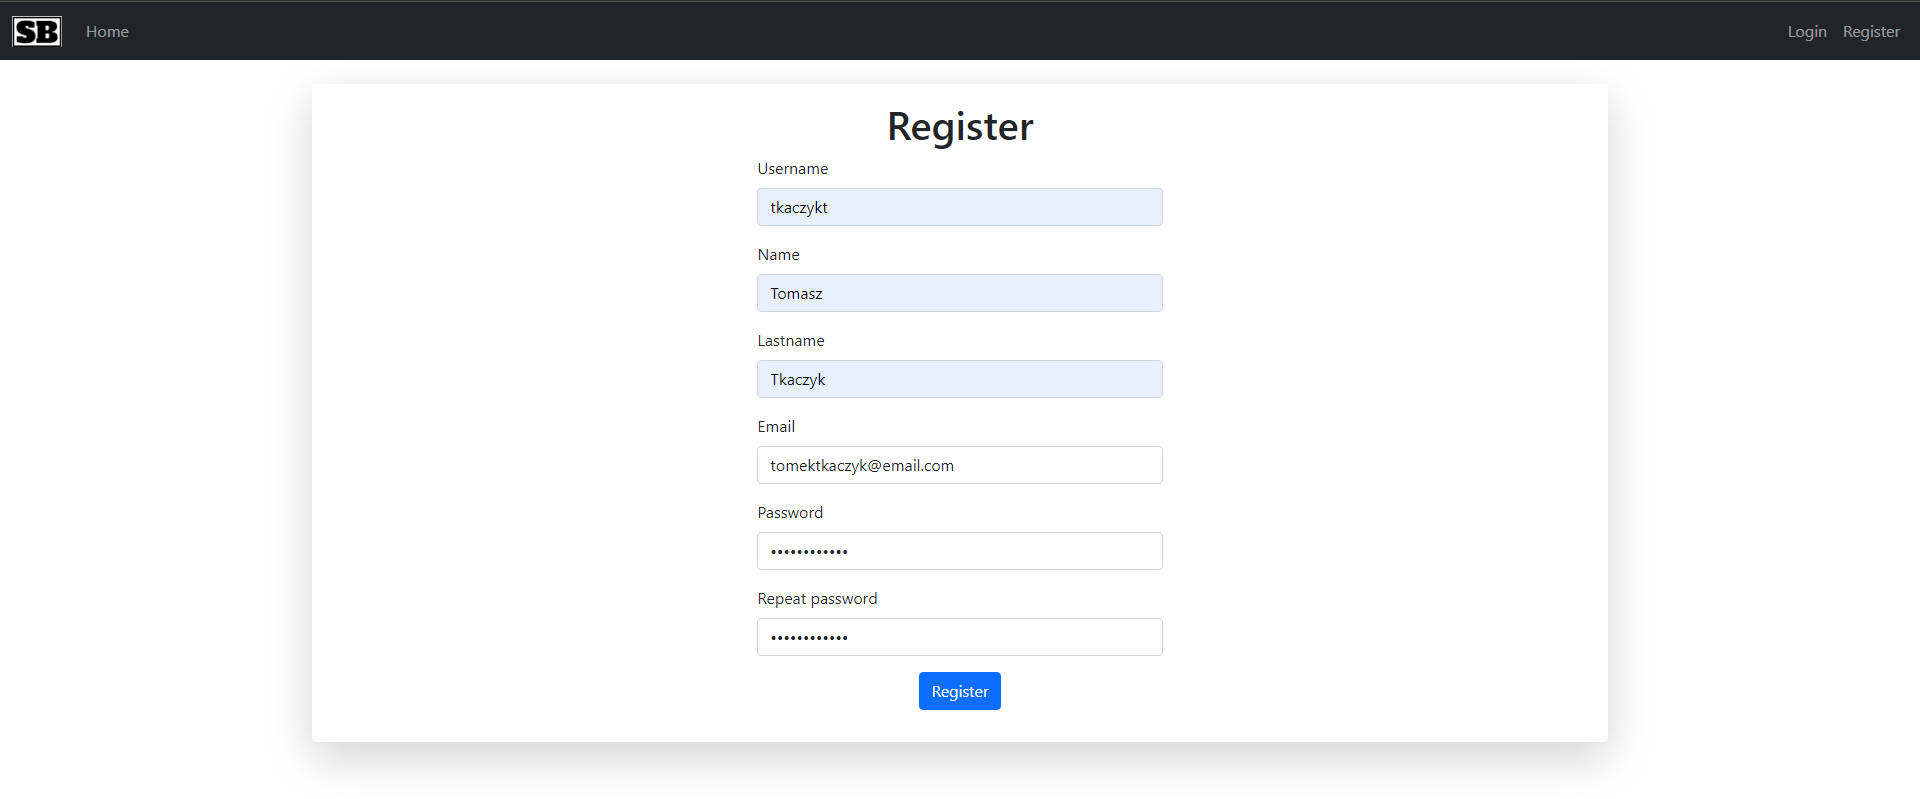 SB Home Login Register
Register
Username
tkaczykt
Name
Tomasz
Lastname
Tkaczyk
Email
tomektkaczyk@email.com
Password
••••••••••••
Repeat password
••••••••••••
Register